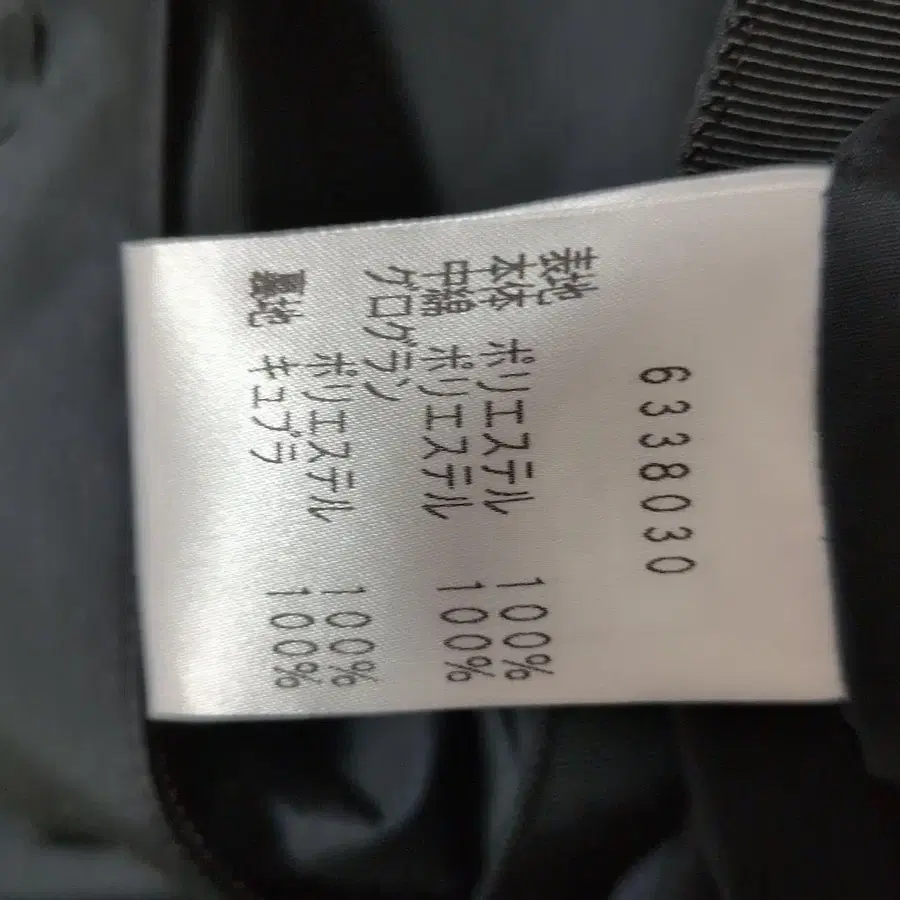 6338030
表地
本体 ポリエステル 100%
中綿 ポリエステル 100%
グログラン
ポリエステル 100%
裏地 キュプラ 100%